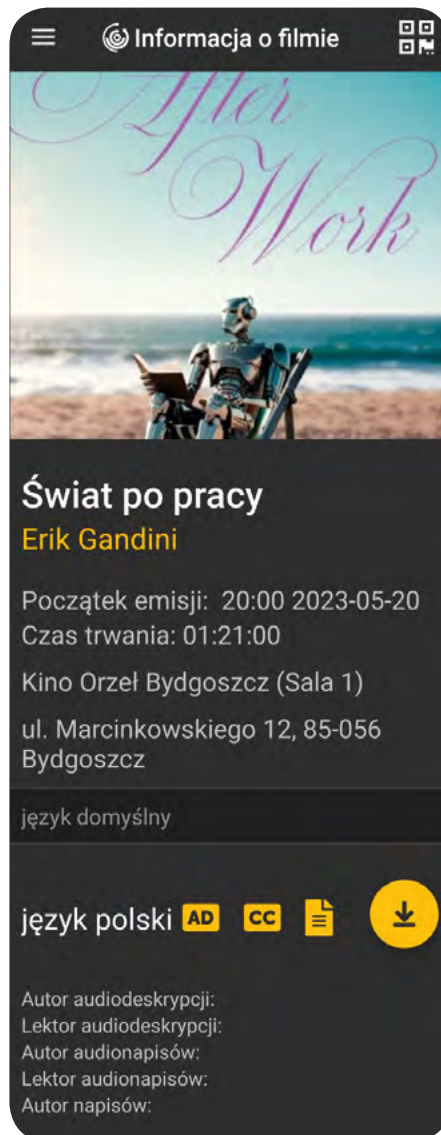 Informacja o filmie
After
Work
Świat po pracy
Erik Gandini
Początek emisji: 20:00 2023-05-20
Czas trwania: 01:21:00
Kino Orzeł Bydgoszcz (Sala 1)
ul. Marcinkowskiego 12, 85-056
Bydgoszcz
język domyślny
język polski AD CC
Autor audiodeskrypcji:
Lektor audiodeskrypcji:
Autor audionapisów:
Lektor audionapisów:
Autor napisów: